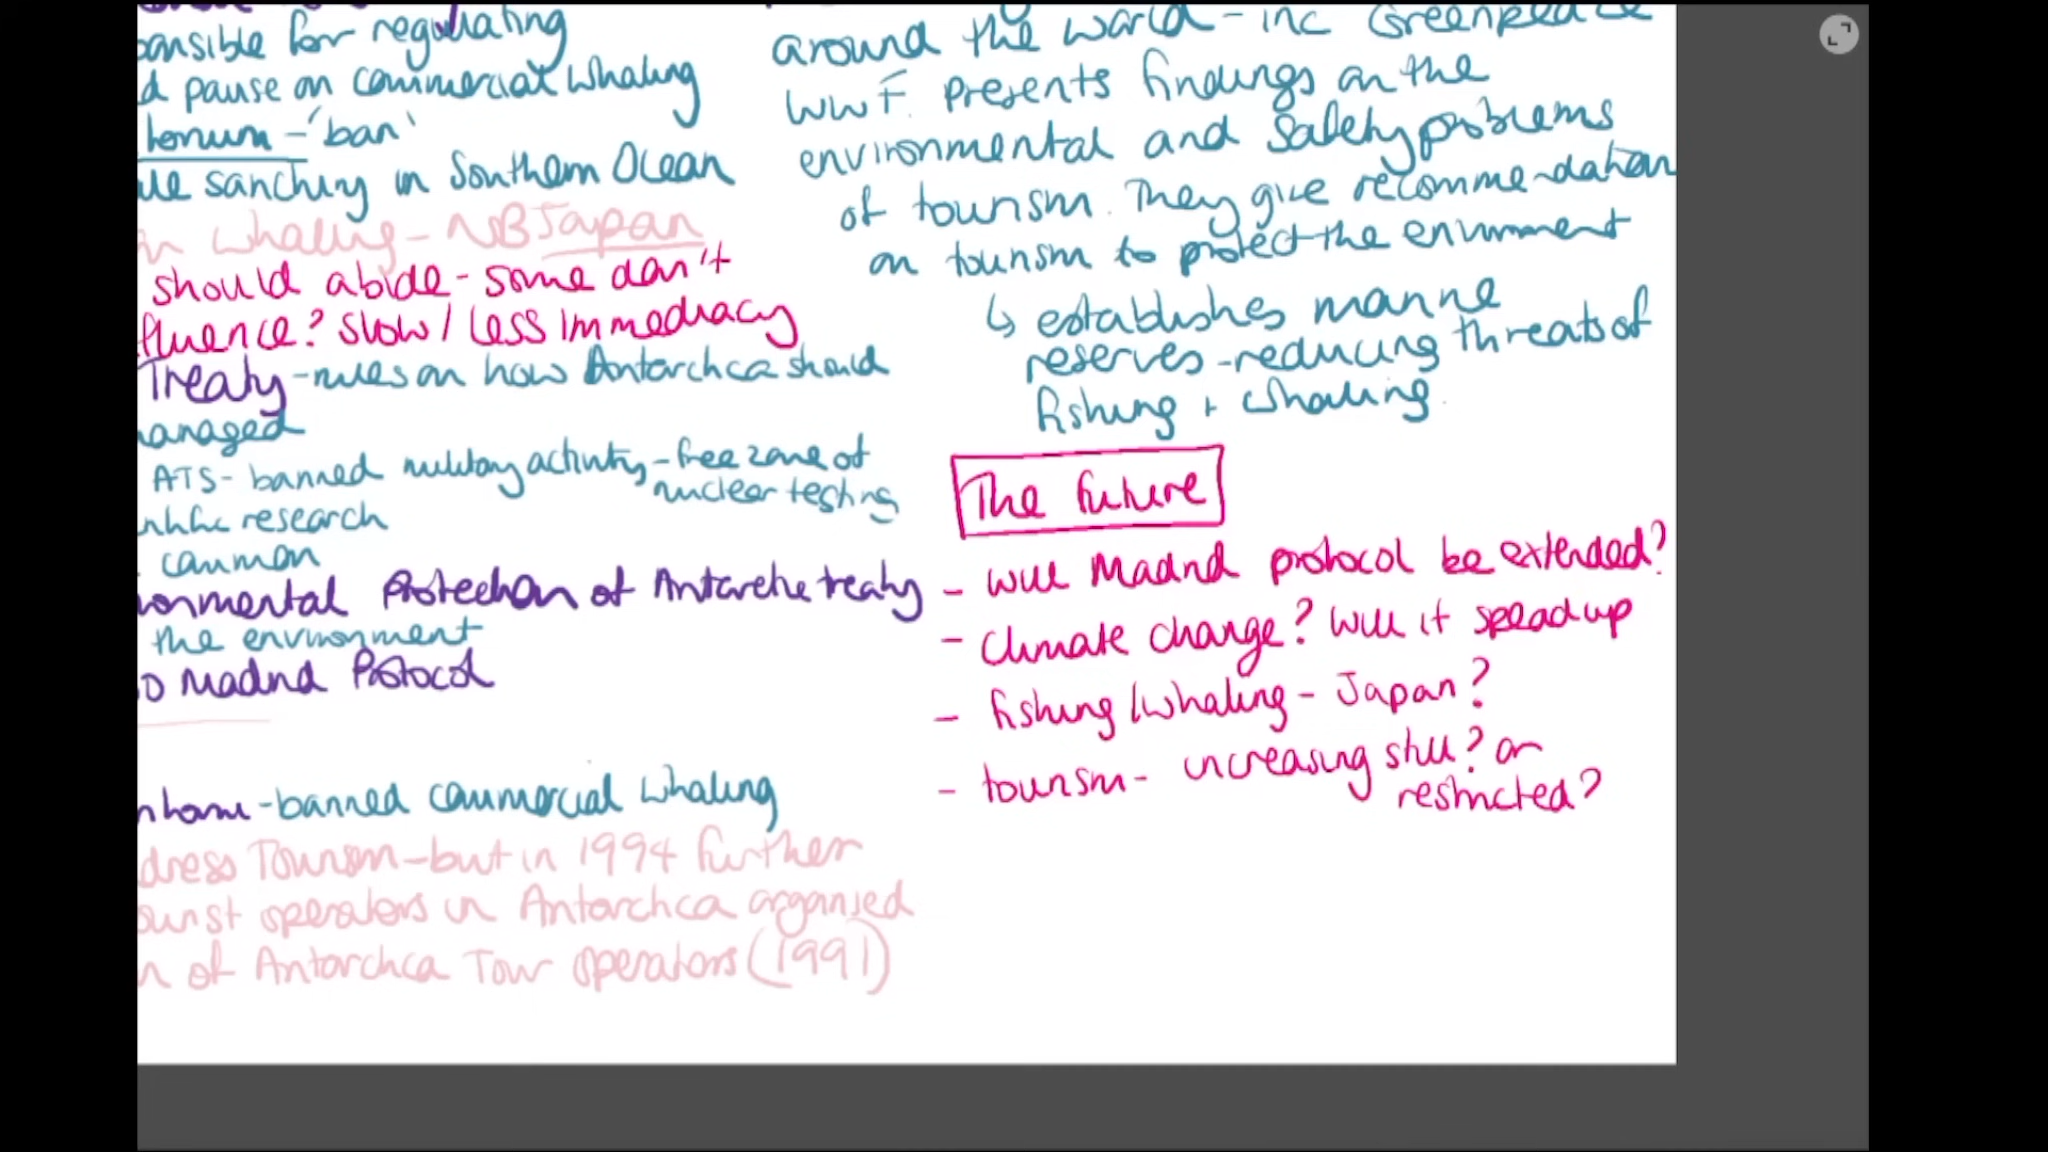 onsible for regulating
d pause on commercial whaling
torium - 'ban'
ale sanctury in Southern Ocean
in whaling - NB Japan
should abide - some don't
fluence? slow / less immediacy
Treaty - rules on how Antarctica should
anaged
ATS - banned military activity - free zone of
nuclear testing
ntific research
common
ronmental Protection of Antarctic treaty
the environment
so Madrid Protocol
- banned commercial whaling
dress Tourism - but in 1994 further
ourist operators in Antarctica organised
n of Antarctica Tour operators (1991)
around the world - inc Greenpeace
WWF. Presents findings on the
environmental and safety problems
of tourism. They give recommendation
on tourism to protect the environment
↳ establishes marine
reserves - reducing threats of
fishing + whaling.
The future
- will Madrid protocol be extended?
- climate change? Will it speed up
- fishing / whaling - Japan?
- tourism - increasing still? or
restricted?